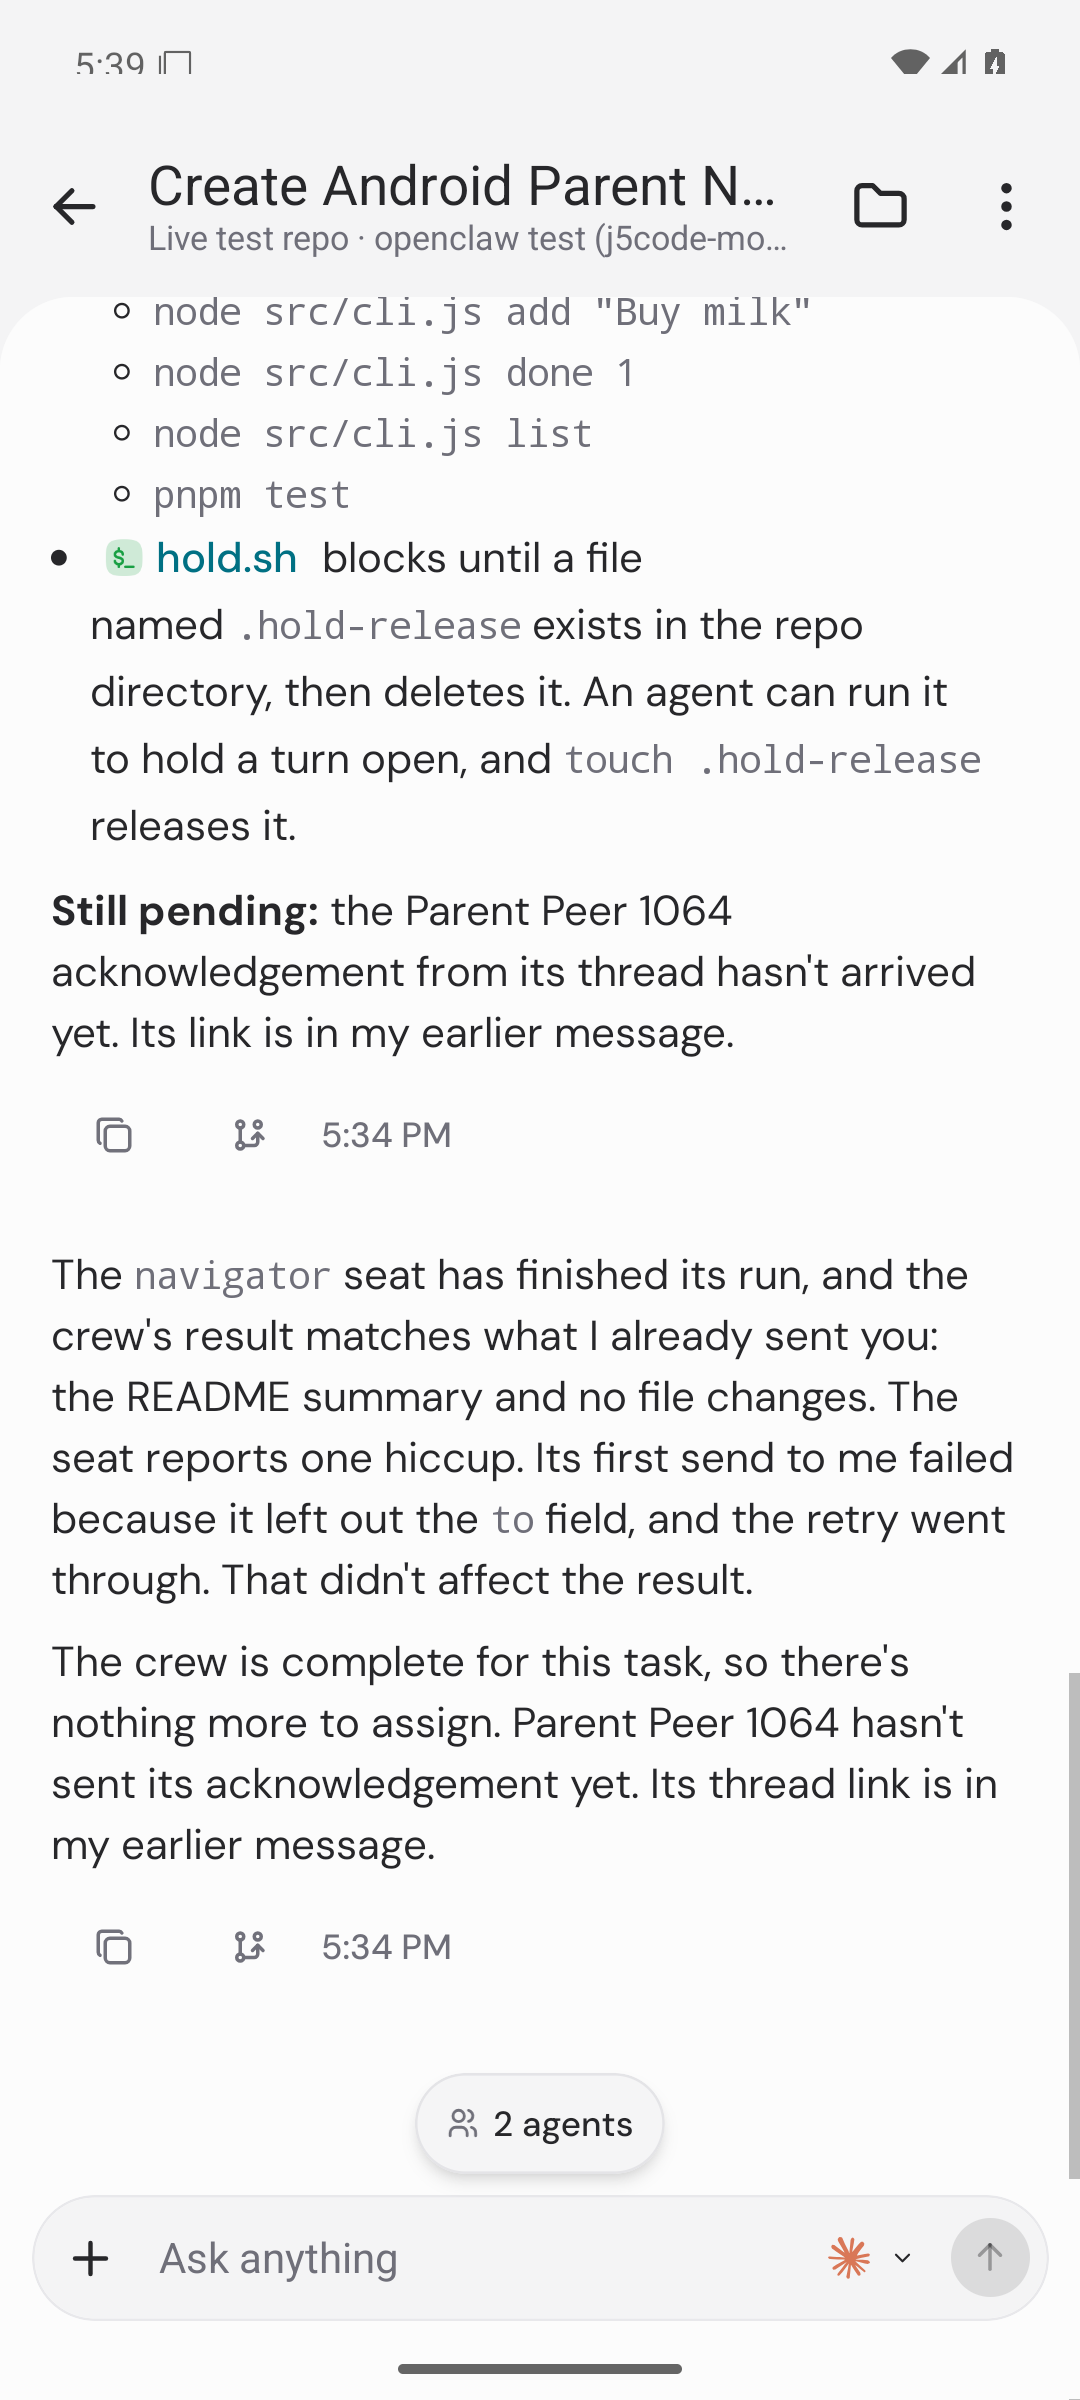 5:39
Create Android Parent N...
Live test repo · openclaw test (j5code-mo...
node src/cli.js add "Buy milk"
node src/cli.js done 1
node src/cli.js list
pnpm test
$_ hold.sh blocks until a file
named .hold-release exists in the repo
directory, then deletes it. An agent can run it
to hold a turn open, and touch .hold-release
releases it.
Still pending: the Parent Peer 1064
acknowledgement from its thread hasn't arrived
yet. Its link is in my earlier message.
5:34 PM
The navigator seat has finished its run, and the
crew's result matches what I already sent you:
the README summary and no file changes. The
seat reports one hiccup. Its first send to me failed
because it left out the to field, and the retry went
through. That didn't affect the result.
The crew is complete for this task, so there's
nothing more to assign. Parent Peer 1064 hasn't
sent its acknowledgement yet. Its thread link is in
my earlier message.
5:34 PM
2 agents
Ask anything